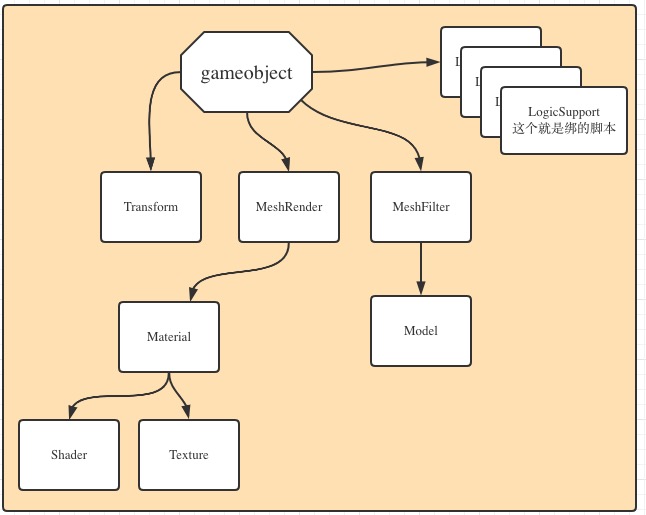 gameobject
L
L
L
LogicSupport
这个就是绑的脚本
Transform
MeshRender
MeshFilter
Material
Model
Shader
Texture